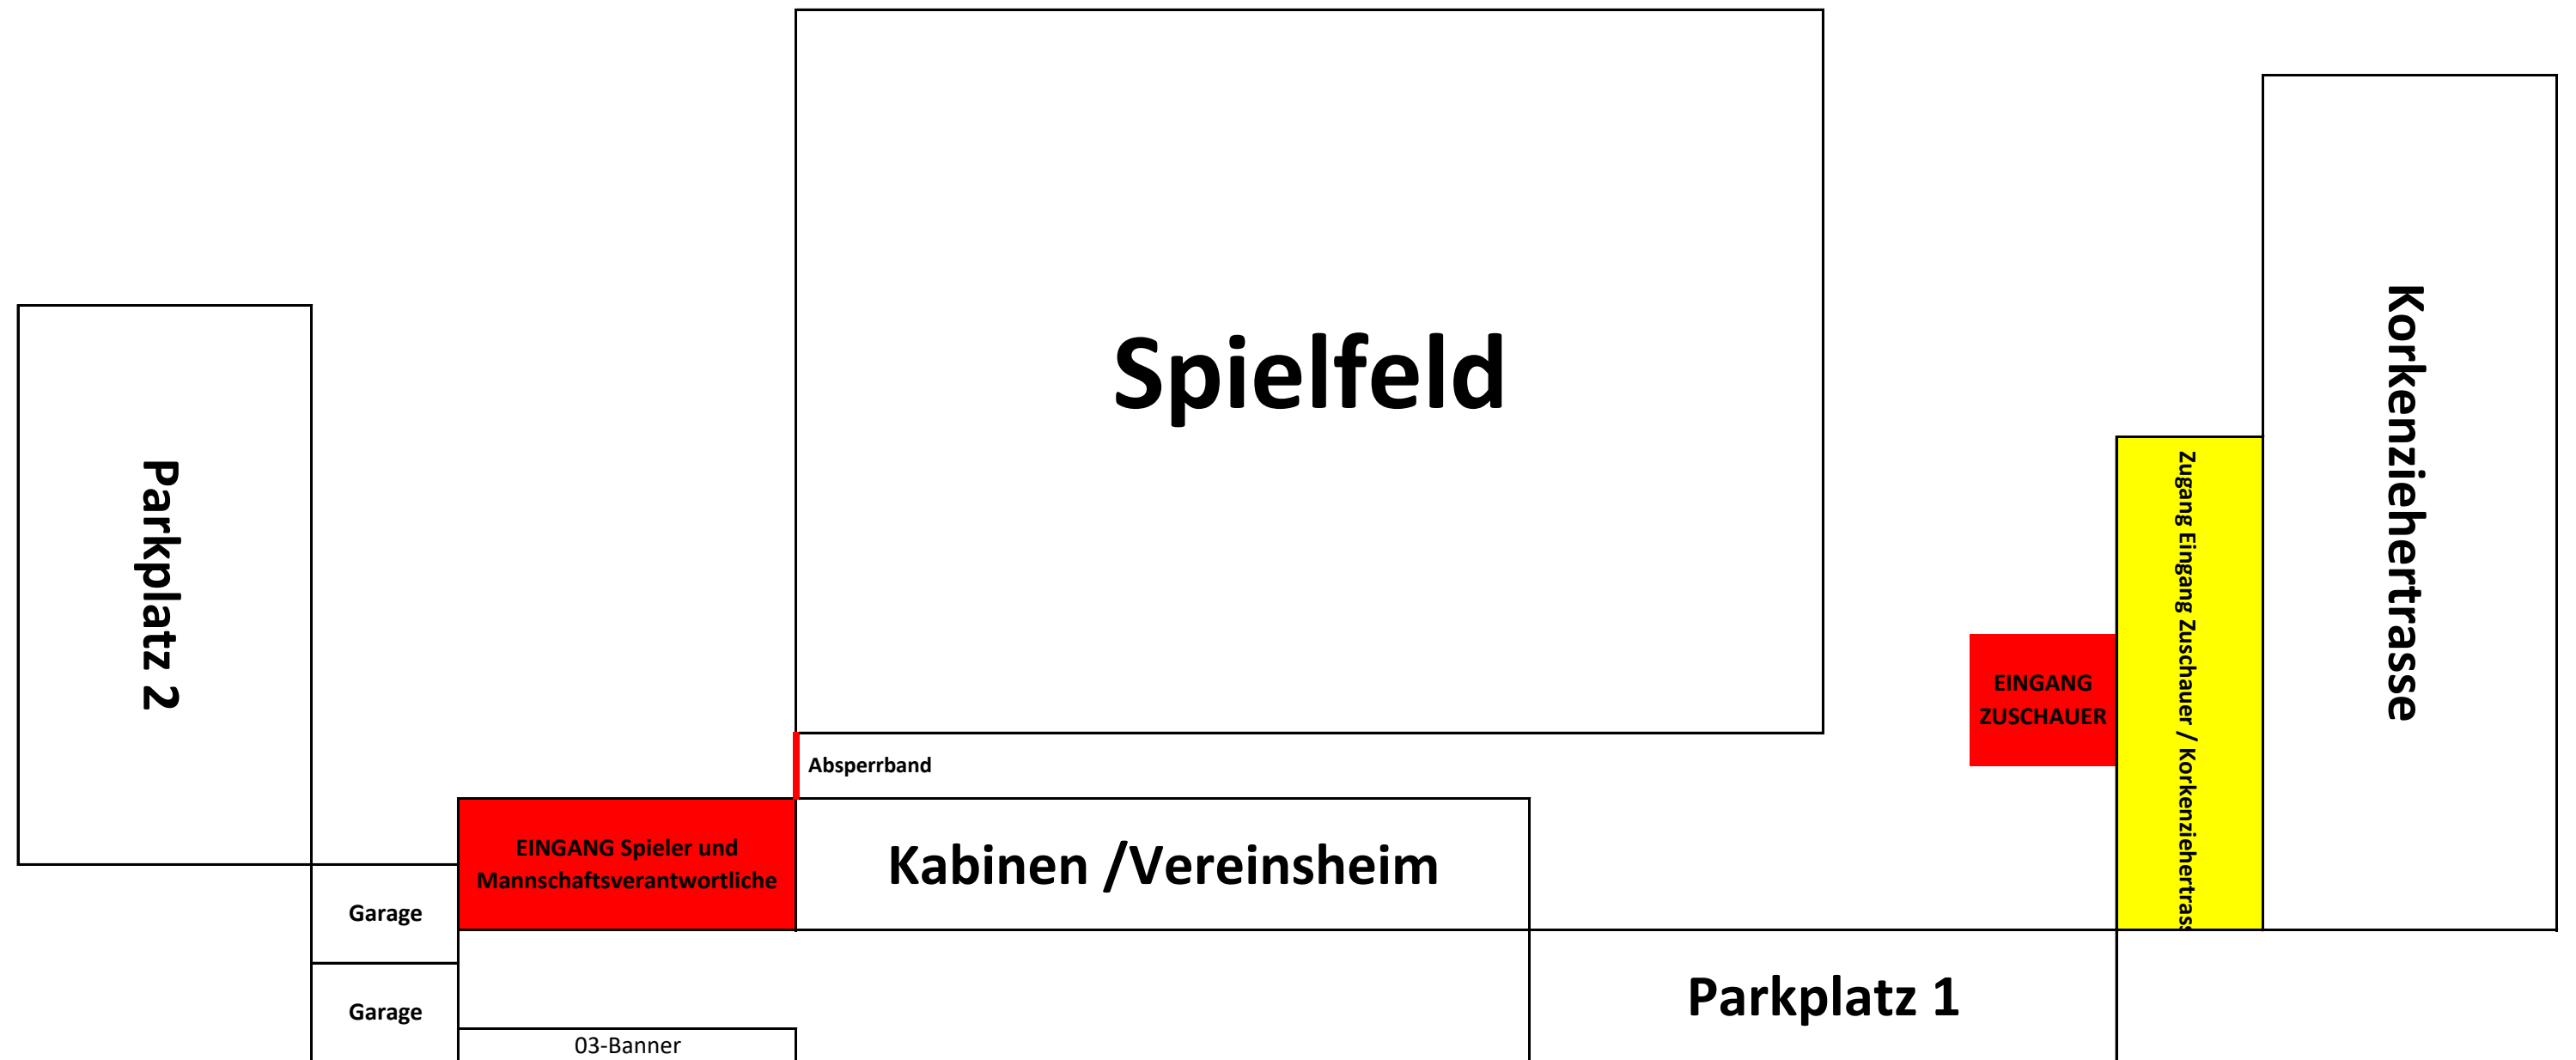 Spielfeld
Korkenziehertrasse
Parkplatz 2
Zugang Eingang Zuschauer / Korkenziehertras
EINGANG
ZUSCHAUER
Absperrband
EINGANG Spieler und
Mannschaftsverantwortliche
Kabinen /Vereinsheim
Garage
Parkplatz 1
Garage
03-Banner